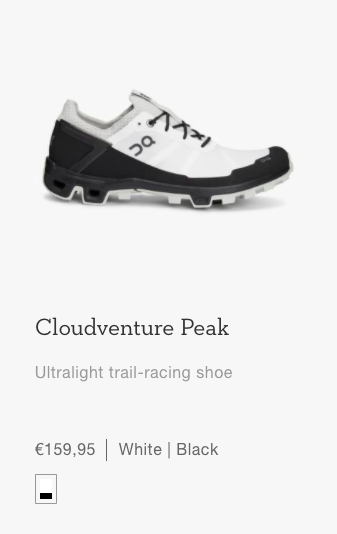 Cloudventure Peak
Ultralight trail-racing shoe
€159,95 | White | Black